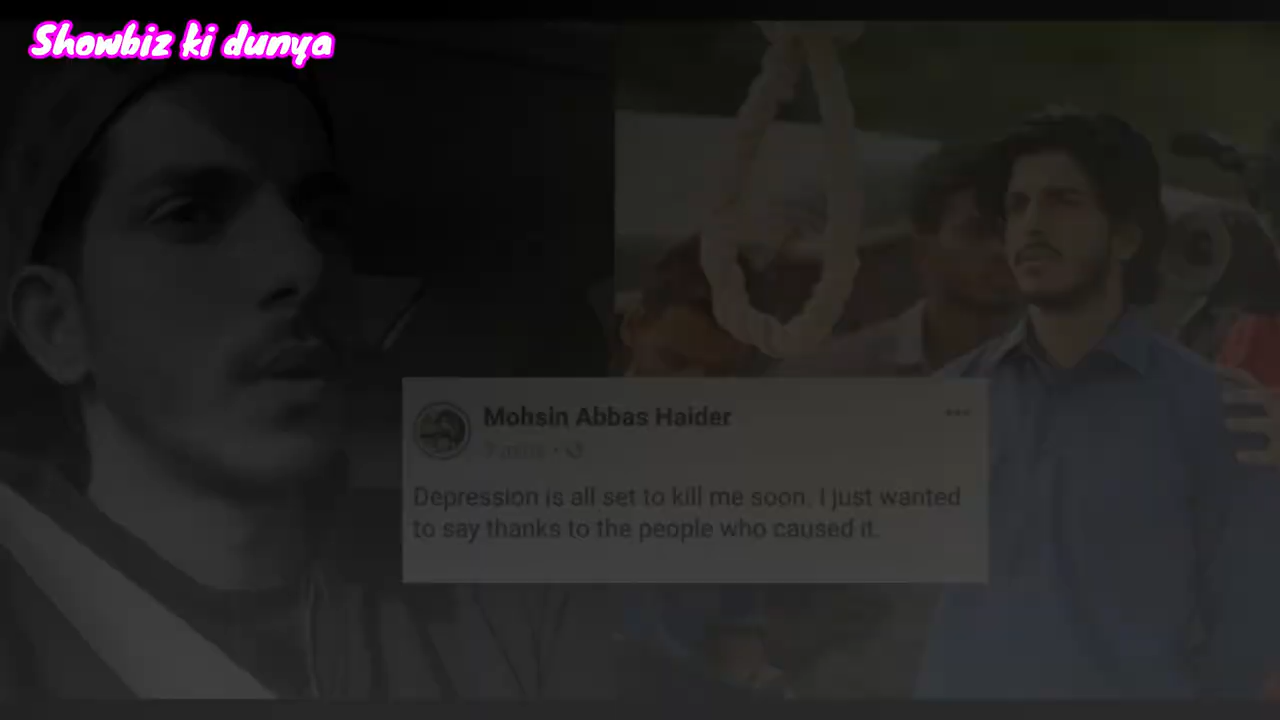 Showbiz ki dunya
Mohsin Abbas Haider
Depression is all set to kill me soon. I just wanted
to say thanks to the people who caused it.